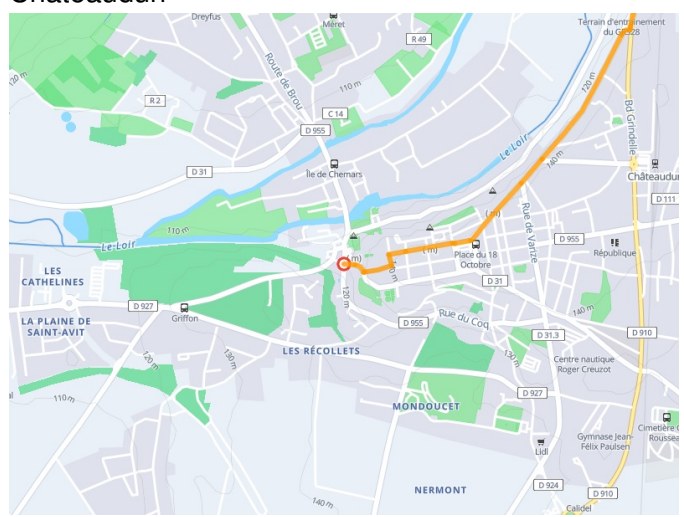 Châteaudun
Dreyfus
Méret
Terrain d'entraînement
du GR328
R 49
120 m
Route de Brou
110 m
120 m
R 2
C 14
D 955
Bd Grindelle
Le Loir
D 31
Île de Chemars
140 m
Châteaudun
D 111
110 m
( m)
Rue de Varize
Le Loir
( m)
D 955
République
Place du 18
Octobre
LES
CATHELINES
120 m
D 31
D 927
Griffon
Rue du Coq
140 m
LA PLAINE DE
SAINT-AVIT
D 955
D 31.3
D 910
LES RÉCOLLETS
130 m
130 m
120 m
Centre nautique
Roger Creuzot
D 927
110 m
MONDOUCET
Gymnase Jean-
Félix Paulsen
Lidl
NERMONT
D 924
D 910
140 m
Calidel